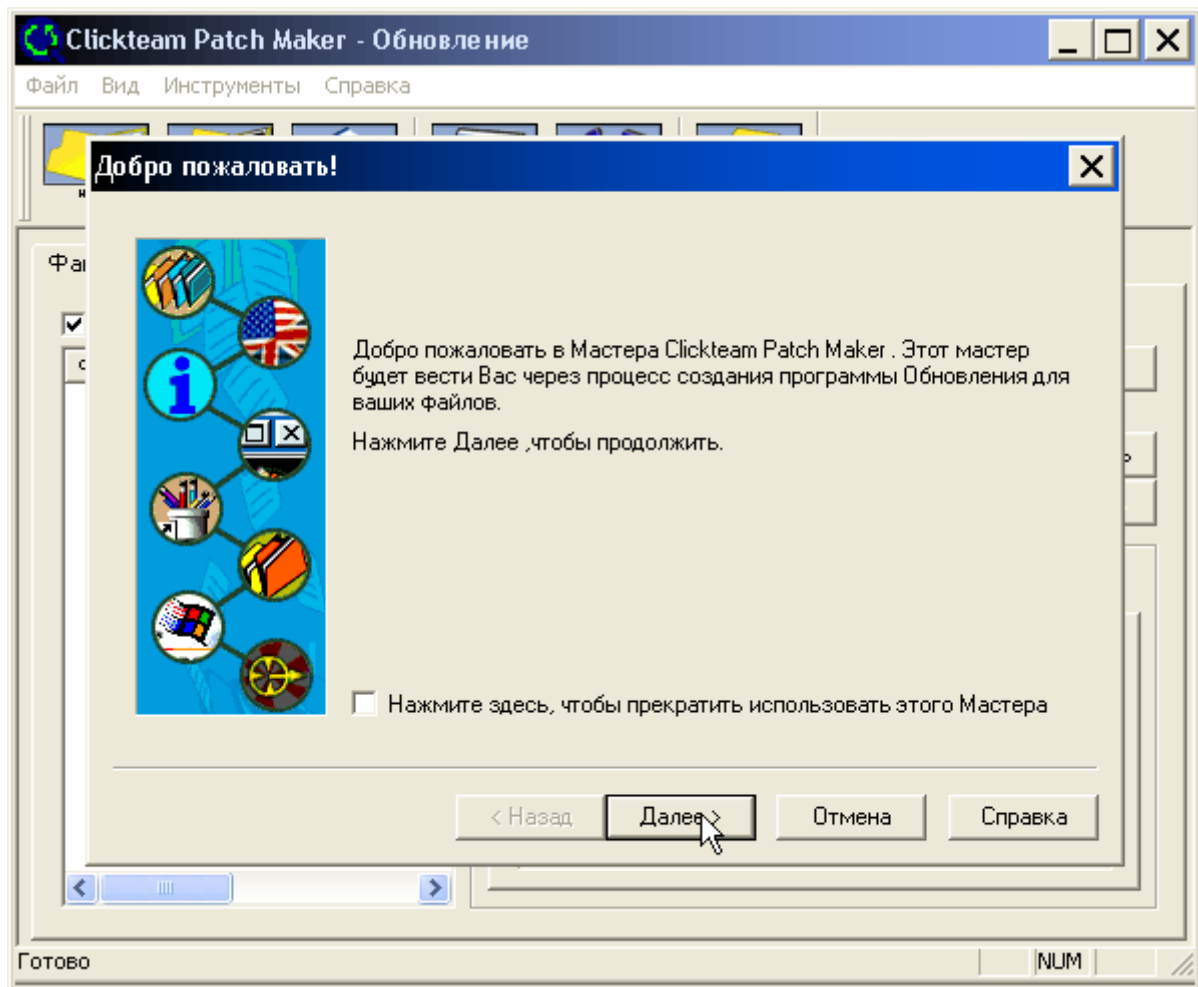 Clickteam Patch Maker - Обновление
Файл Вид Инструменты Справка
Добро пожаловать!
Добро пожаловать в Мастера Clickteam Patch Maker . Этот мастер
будет вести Вас через процесс создания программы Обновления для
ваших Файлов.
Нажмите Далее ,чтобы продолжить.
Нажмите здесь, чтобы прекратить использовать этого Мастера
< Назад Далее > Отмена Справка
Готово NUM